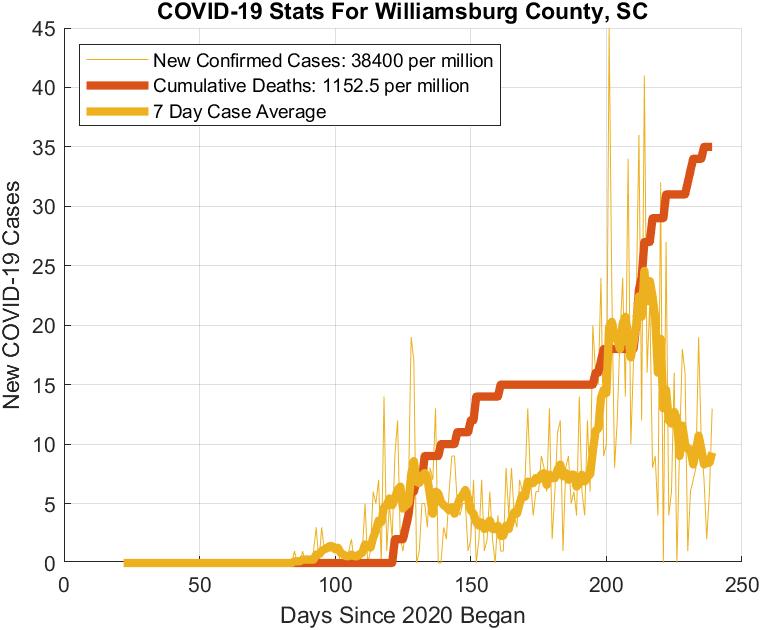 COVID-19 Stats For Williamsburg County, SC
New Confirmed Cases: 38400 per million
Cumulative Deaths: 1152.5 per million
7 Day Case Average
New COVID-19 Cases
45
40
35
30
25
20
15
10
5
0
0 50 100 150 200 250
Days Since 2020 Began